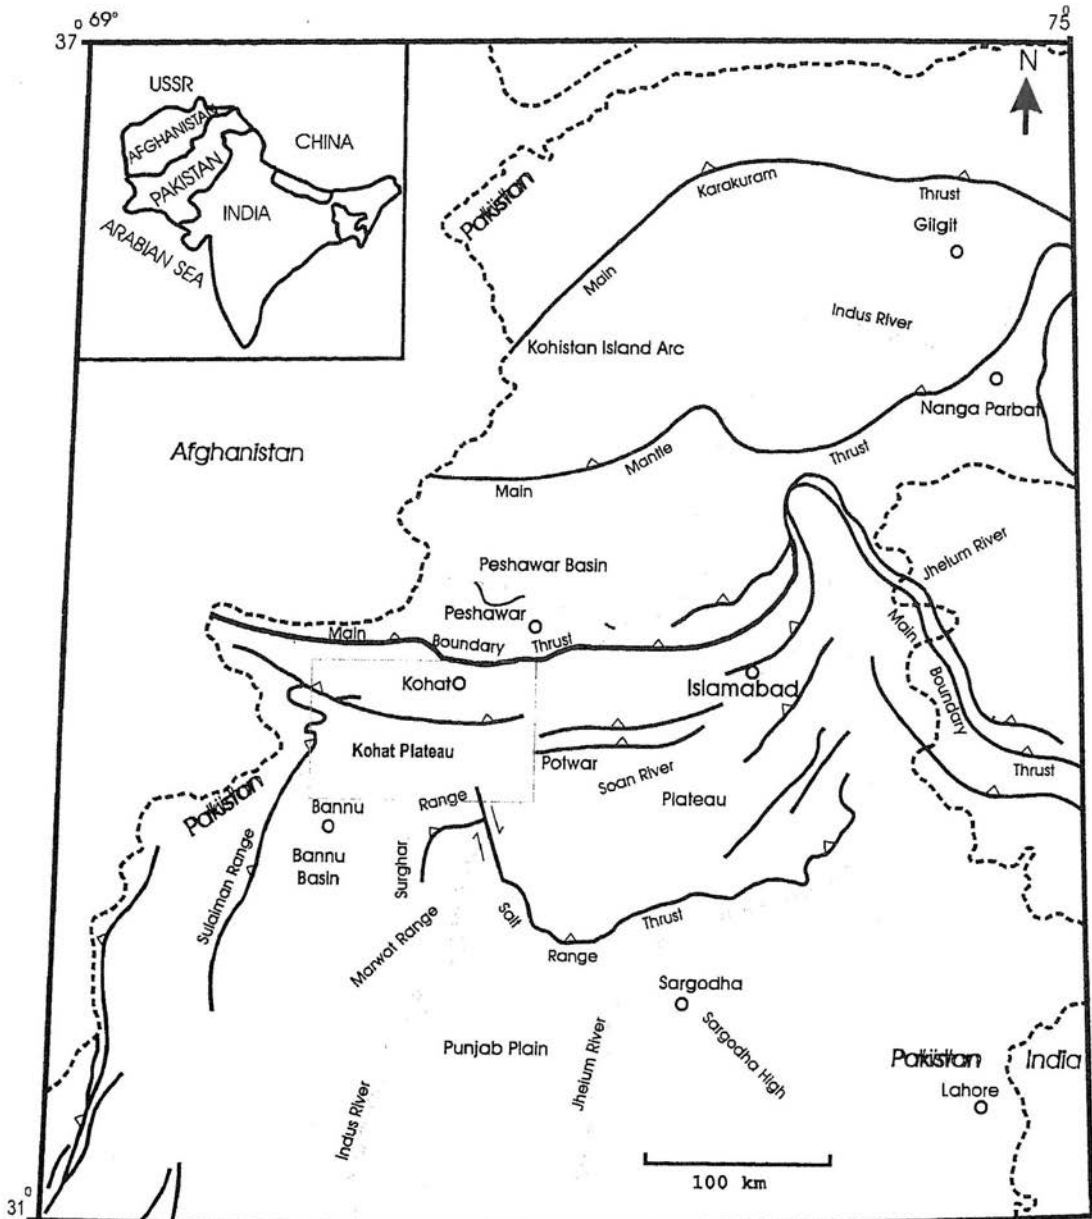 69°
75°
37°
N
USSR
AFGHANISTAN
CHINA
PAKISTAN
INDIA
ARABIAN SEA
Pakistan
Main
Karakuram
Thrust
Gilgit
Indus River
Kohistan Island Arc
Nanga Parbat
Afghanistan
Main
Mantle
Thrust
Peshawar Basin
Jhelum River
Peshawar
Main
Boundary
Thrust
Main
Boundary
Thrust
Kohat
Islamabad
Kohat Plateau
Potwar
Soan River
Plateau
Pakistan
Bannu
Range
Surghar
Bannu
Basin
Sulaiman Range
Marwat Range
Salt
Range
Thrust
Sargodha
Sargodha High
Punjab Plain
Jhelum River
Indus River
Pakistan
India
Lahore
100 km
31°